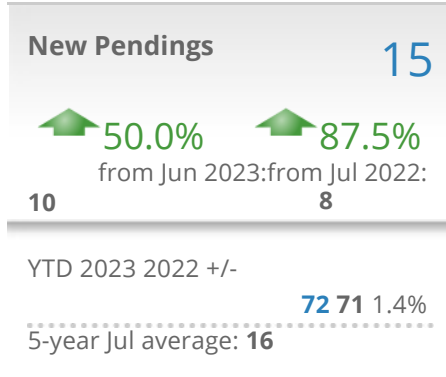 New Pendings 15
50.0% 87.5%
from Jun 2023:from Jul 2022:
10 8
YTD 2023 2022 +/-
72 71 1.4%
5-year Jul average: 16